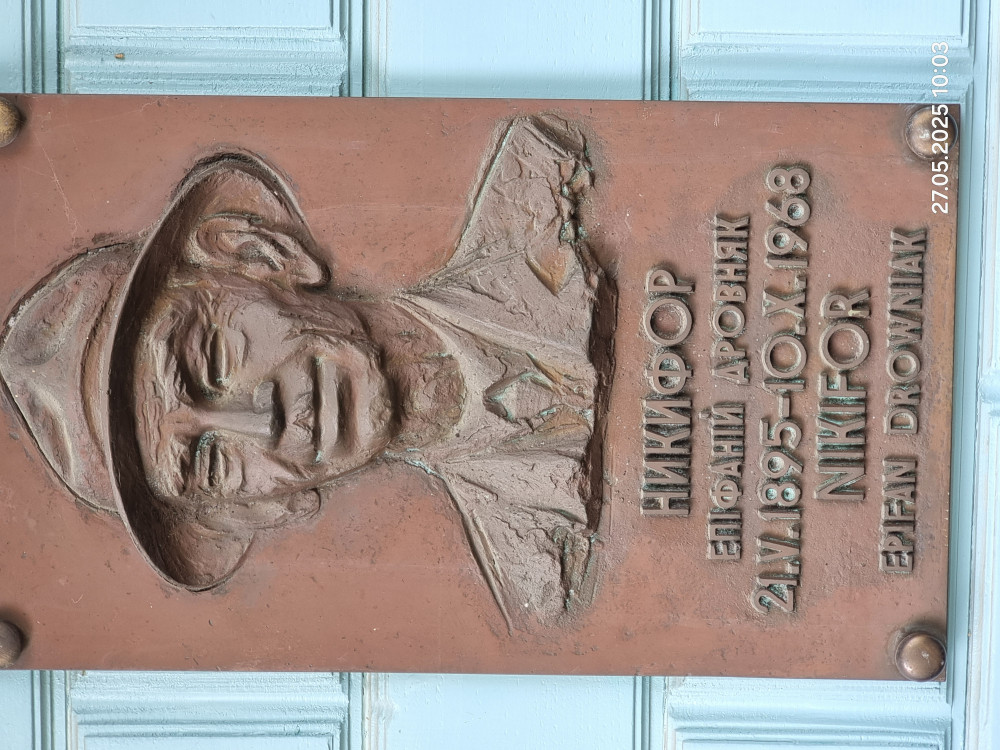 НИКИФОР
ЕПІФАНІЙ ДРОВНЯК
21.V.1895–10.X.1968
NIKIFOR
EPIFAN DROWNIAK
27.05.2025 10:03